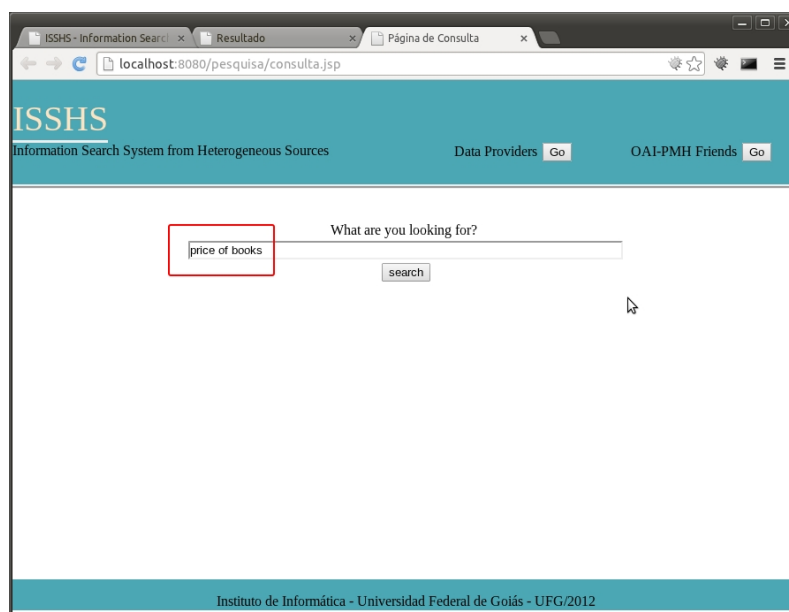 ISSHS - Information Searc
Resultado
Página de Consulta
localhost:8080/pesquisa/consulta.jsp
ISSHS
Information Search System from Heterogeneous Sources
Data Providers Go
OAI-PMH Friends Go
What are you looking for?
price of books
search
Instituto de Informática - Universidad Federal de Goiás - UFG/2012